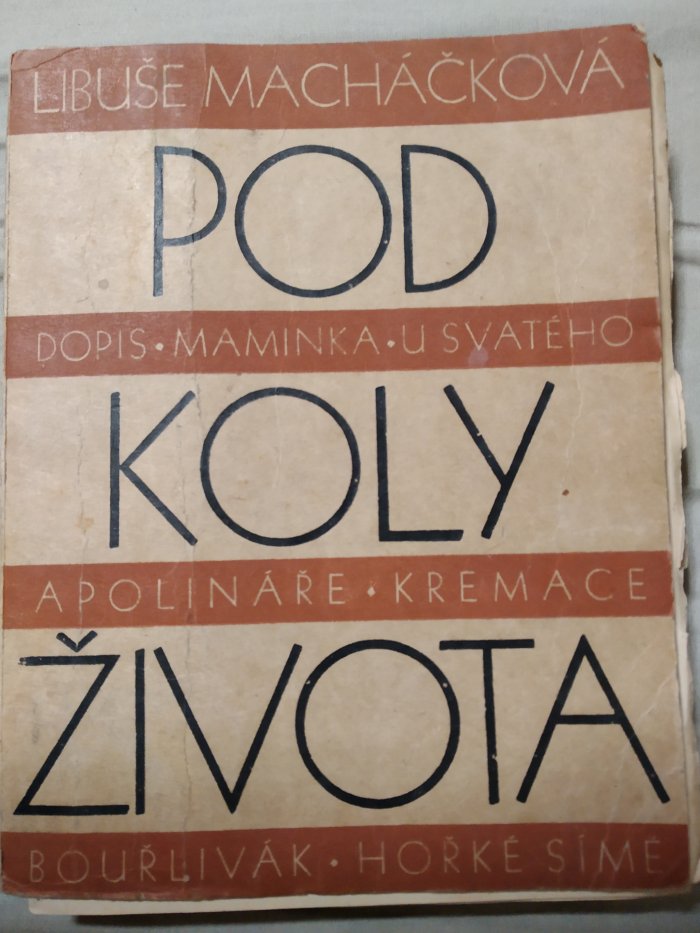 LIBUŠE MACHÁČKOVÁ
POD
DOPIS · MAMINKA · U SVATÉHO
KOLY
APOLINÁŘE · KREMACE
ŽIVOTA
BOUŘLIVÁK · HOŘKÉ SÍMĚ